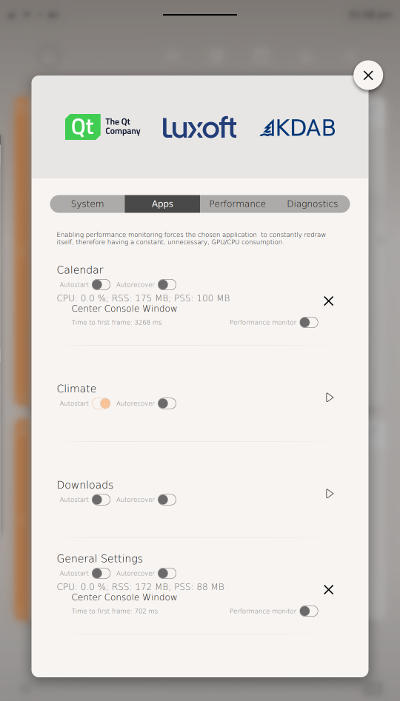 Qt The Qt Company
Luxoft
KDAB
System Apps Performance Diagnostics
Enabling performance monitoring forces the chosen application to constantly redraw
itself, therefore having a constant, unnecessary, GPU/CPU consumption.
Calendar
Autostart Autorecover
CPU: 0.0 %; RSS: 175 MB; PSS: 100 MB
Center Console Window
Time to first frame: 3268 ms Performance monitor
Climate
Autostart Autorecover
Downloads
Autostart Autorecover
General Settings
Autostart Autorecover
CPU: 0.0 %; RSS: 172 MB; PSS: 88 MB
Center Console Window
Time to first frame: 702 ms Performance monitor